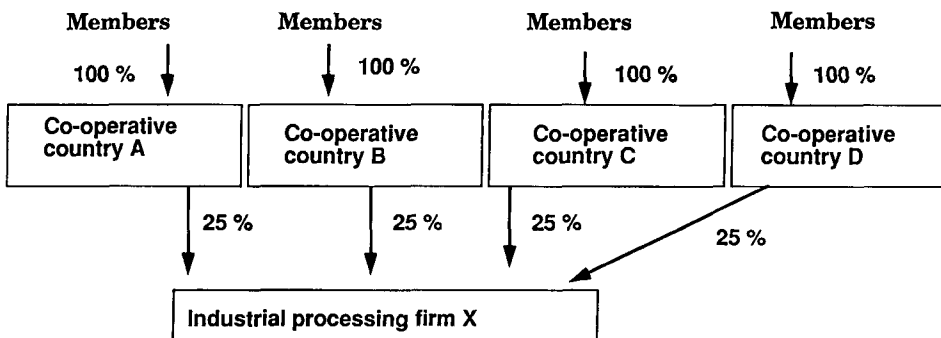 Members Members Members Members
100 % 100 % 100 % 100 %
Co-operative
country A
Co-operative
country B
Co-operative
country C
Co-operative
country D
25 % 25 % 25 % 25 %
Industrial processing firm X